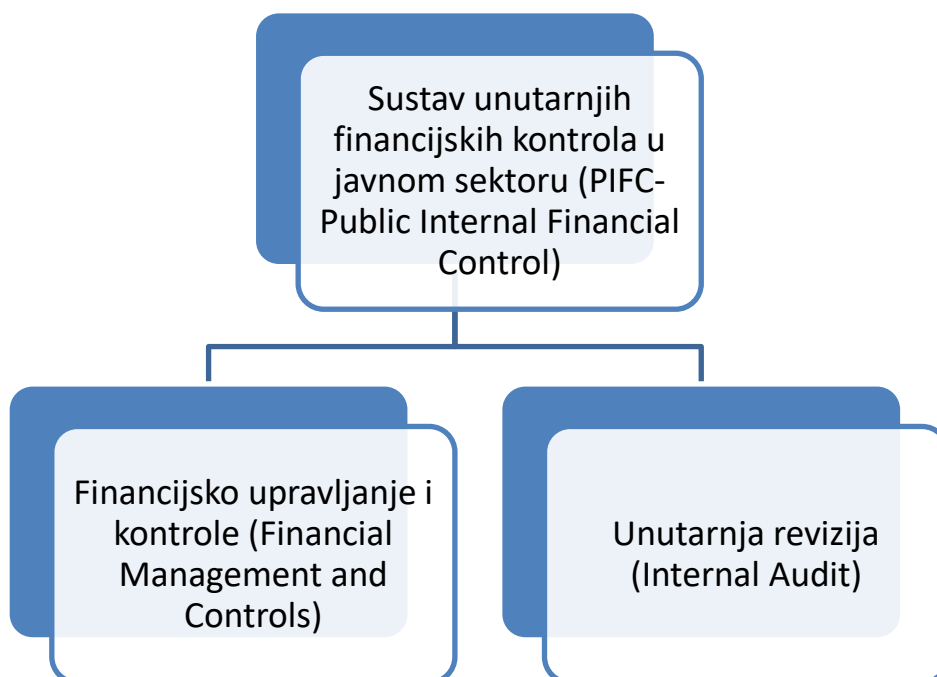 Sustav unutarnjih
financijskih kontrola u
javnom sektoru (PIFC-
Public Internal Financial
Control)
Financijsko upravljanje i
kontrole (Financial
Management and
Controls)
Unutarnja revizija
(Internal Audit)